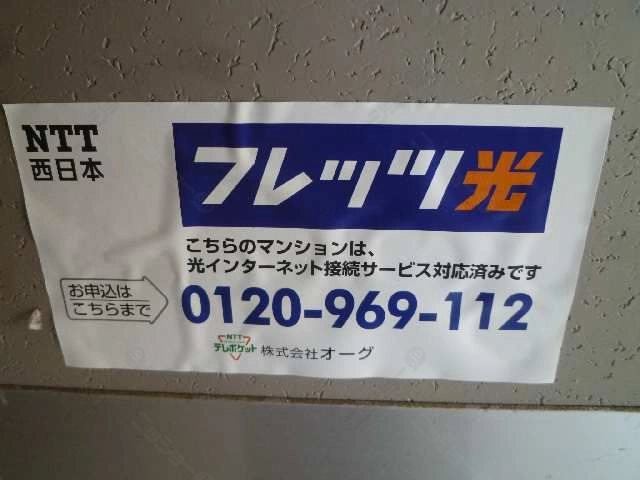 NTT
西日本
フレッツ光
こちらのマンションは、
光インターネット接続サービス対応済みです
お申込は
こちらまで
0120-969-112
NTT
テレポケット
株式会社オーグ